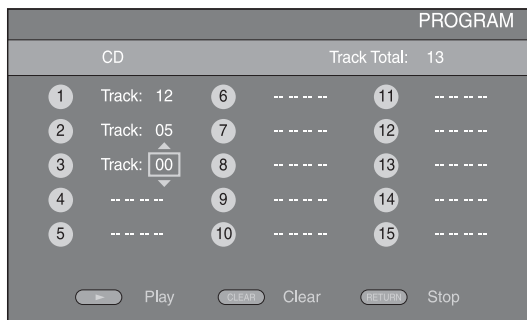 PROGRAM
CD Track Total: 13
1 Track: 12 6 -- -- -- -- 11 -- -- -- --
2 Track: 05 7 -- -- -- -- 12 -- -- -- --
3 Track: 00 8 -- -- -- -- 13 -- -- -- --
4 -- -- -- -- 9 -- -- -- -- 14 -- -- -- --
5 -- -- -- -- 10 -- -- -- -- 15 -- -- -- --
Play CLEAR Clear RETURN Stop